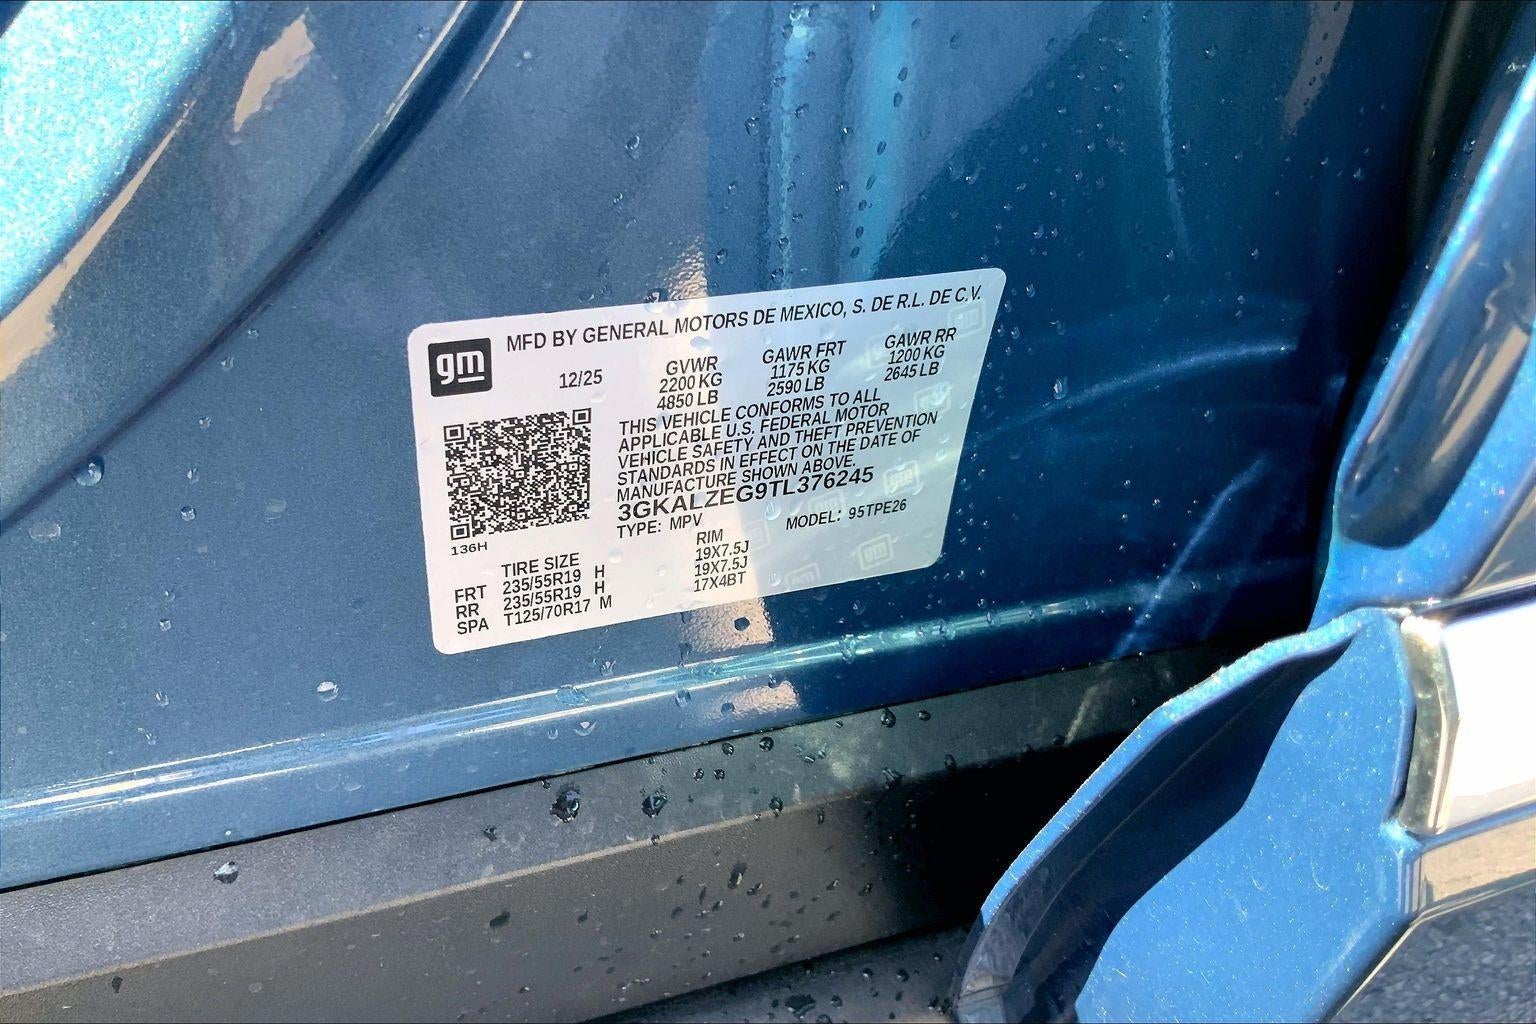 gm
MFD BY GENERAL MOTORS DE MEXICO, S. DE R.L. DE C.V.
12/25
GVWR GAWR FRT GAWR RR
2200 KG 1175 KG 1200 KG
4850 LB 2590 LB 2645 LB
THIS VEHICLE CONFORMS TO ALL
APPLICABLE U.S. FEDERAL MOTOR
VEHICLE SAFETY AND THEFT PREVENTION
STANDARDS IN EFFECT ON THE DATE OF
MANUFACTURE SHOWN ABOVE.
3GKALZEG9TL376245
TYPE: MPV MODEL: 95TPE26
136H
TIRE SIZE RIM
FRT 235/55R19 H 19X7.5J
RR 235/55R19 H 19X7.5J
SPA T125/70R17 M 17X4BT